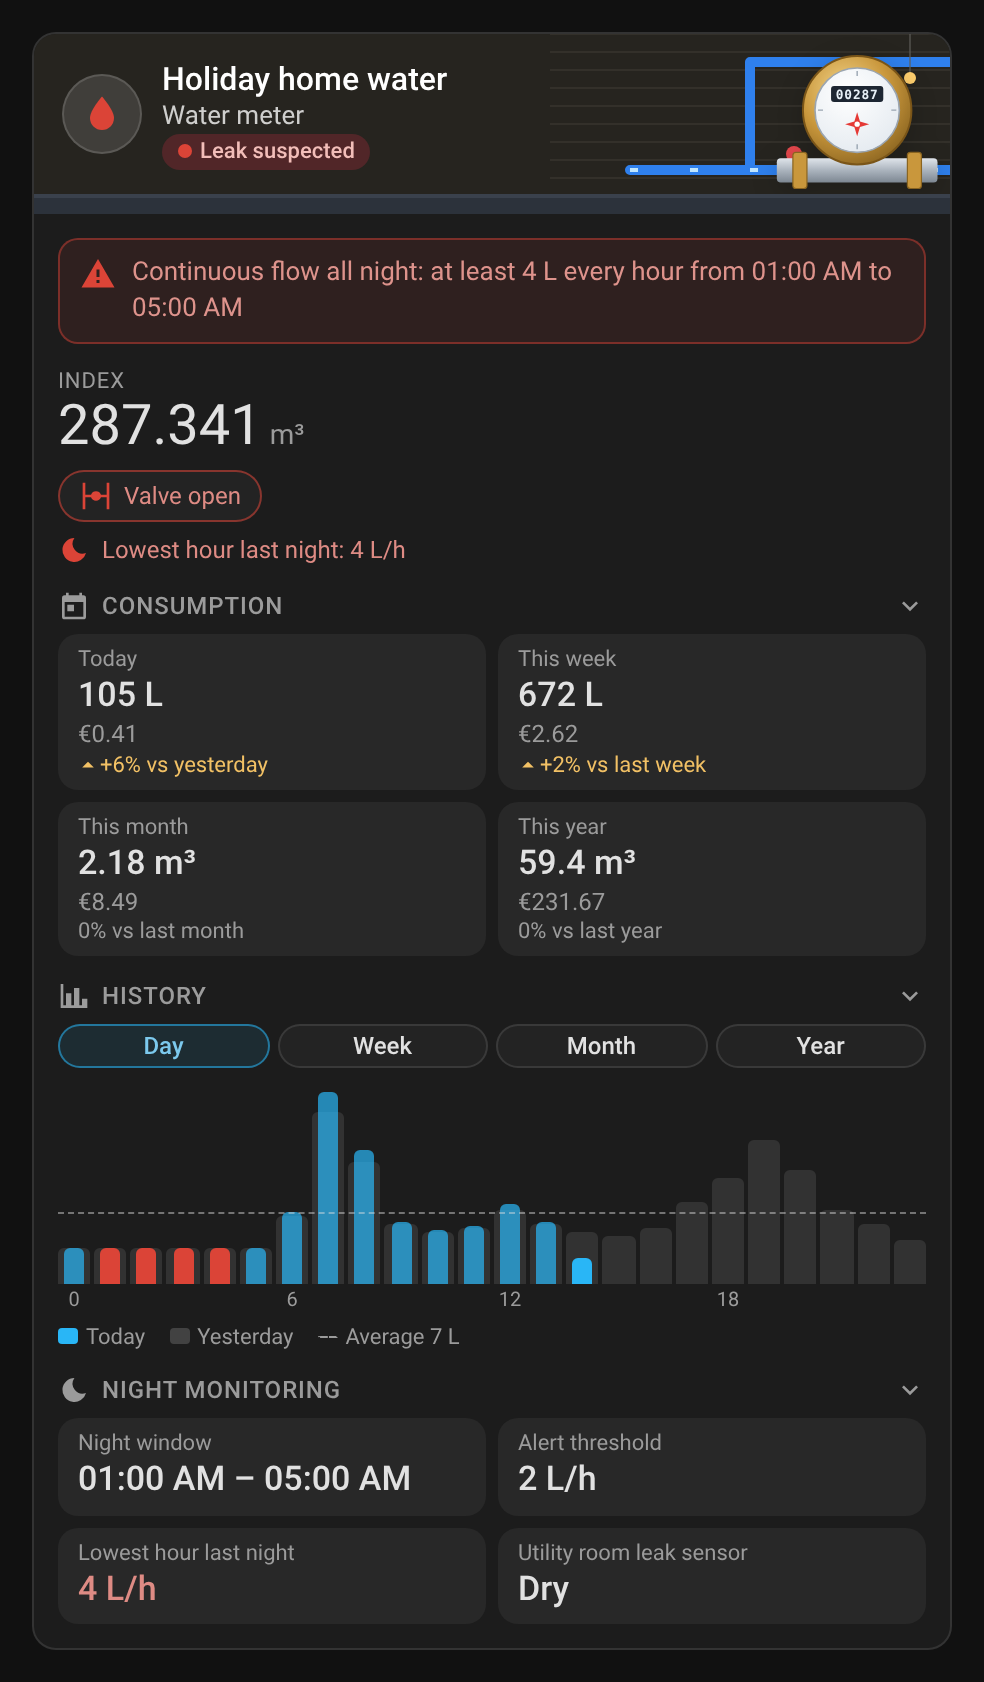 Holiday home water
Water meter
Leak suspected
00287
Continuous flow all night: at least 4 L every hour from 01:00 AM to
05:00 AM
INDEX
287.341 m³
Valve open
Lowest hour last night: 4 L/h
CONSUMPTION
Today
105 L
€0.41
+6% vs yesterday
This week
672 L
€2.62
+2% vs last week
This month
2.18 m³
€8.49
0% vs last month
This year
59.4 m³
€231.67
0% vs last year
HISTORY
Day Week Month Year
0 6 12 18
Today Yesterday Average 7 L
NIGHT MONITORING
Night window
01:00 AM – 05:00 AM
Alert threshold
2 L/h
Lowest hour last night
4 L/h
Utility room leak sensor
Dry